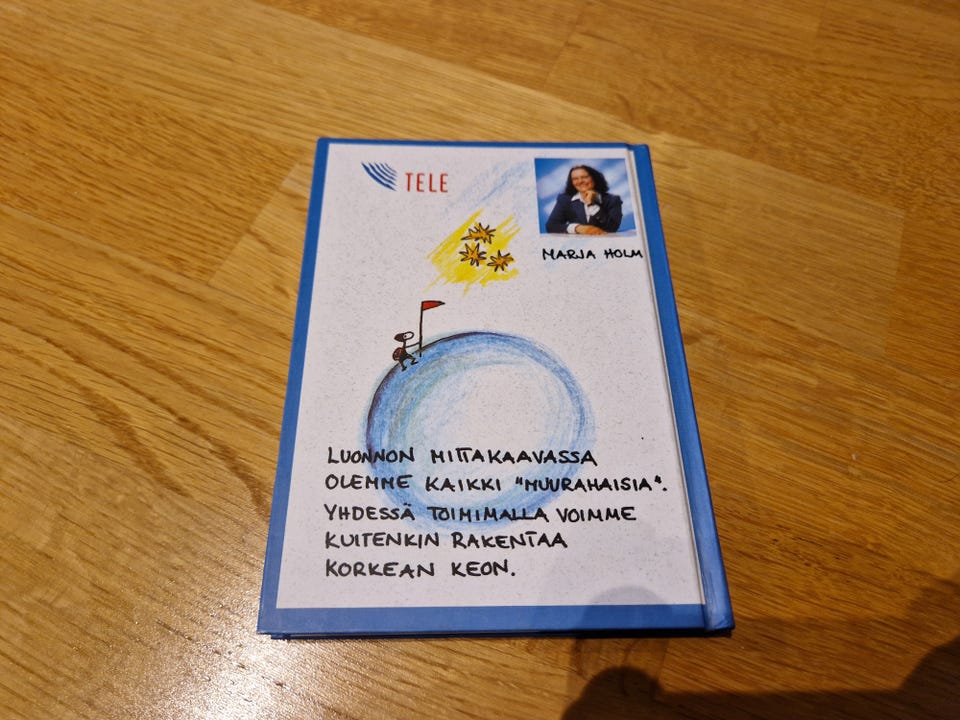 TELE
MARJA HOLM
LUONNON MITTAKAAVASSA
OLEMME KAIKKI "MUURAHAISIA".
YHDESSÄ TOIMIMALLA VOIMME
KUITENKIN RAKENTAA
KORKEAN KEON.